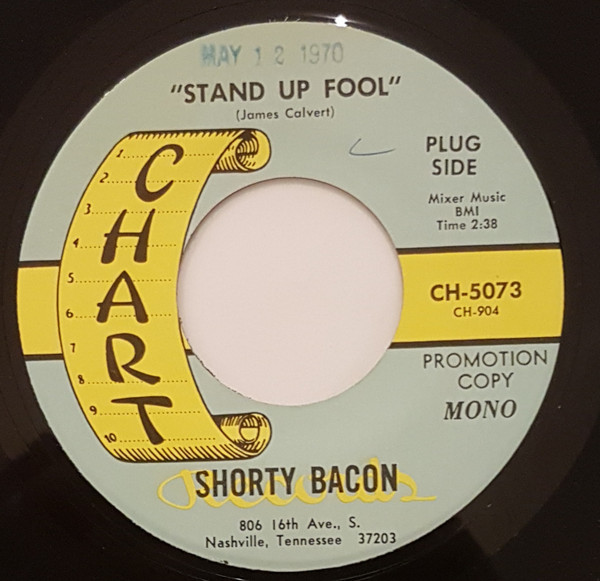 MAY 12 1970
"STAND UP FOOL"
(James Calvert)
PLUG
SIDE
Mixer Music
BMI
Time 2:38
1
2
3
4
5
6
7
8
9
10
CHART
CH-5073
CH-904
PROMOTION
COPY
MONO
Records
SHORTY BACON
806 16th Ave., S.
Nashville, Tennessee 37203